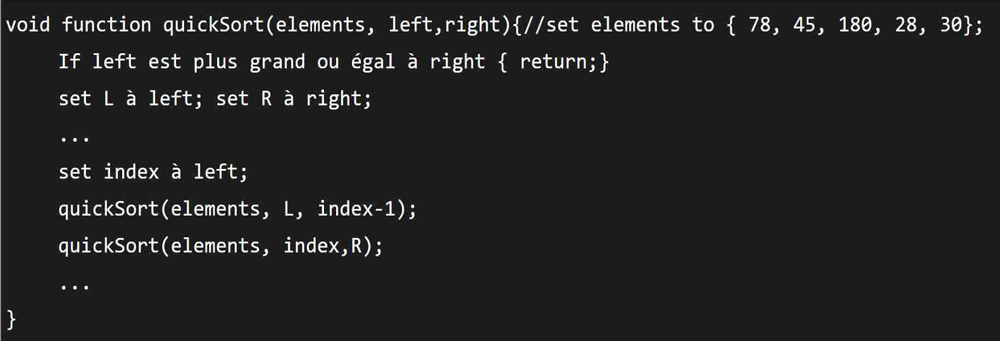 void function quickSort(elements, left,right){//set elements to { 78, 45, 180, 28, 30};
If left est plus grand ou égal à right { return;}
set L à left; set R à right;
...
set index à left;
quickSort(elements, L, index-1);
quickSort(elements, index,R);
...
}